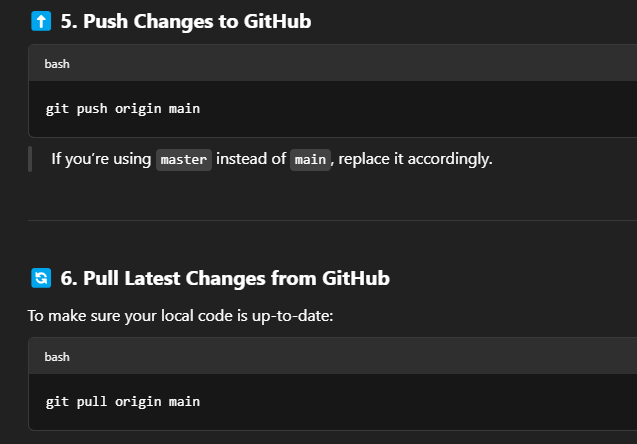 5. Push Changes to GitHub
bash
git push origin main
If you’re using master instead of main, replace it accordingly.
6. Pull Latest Changes from GitHub
To make sure your local code is up-to-date:
bash
git pull origin main